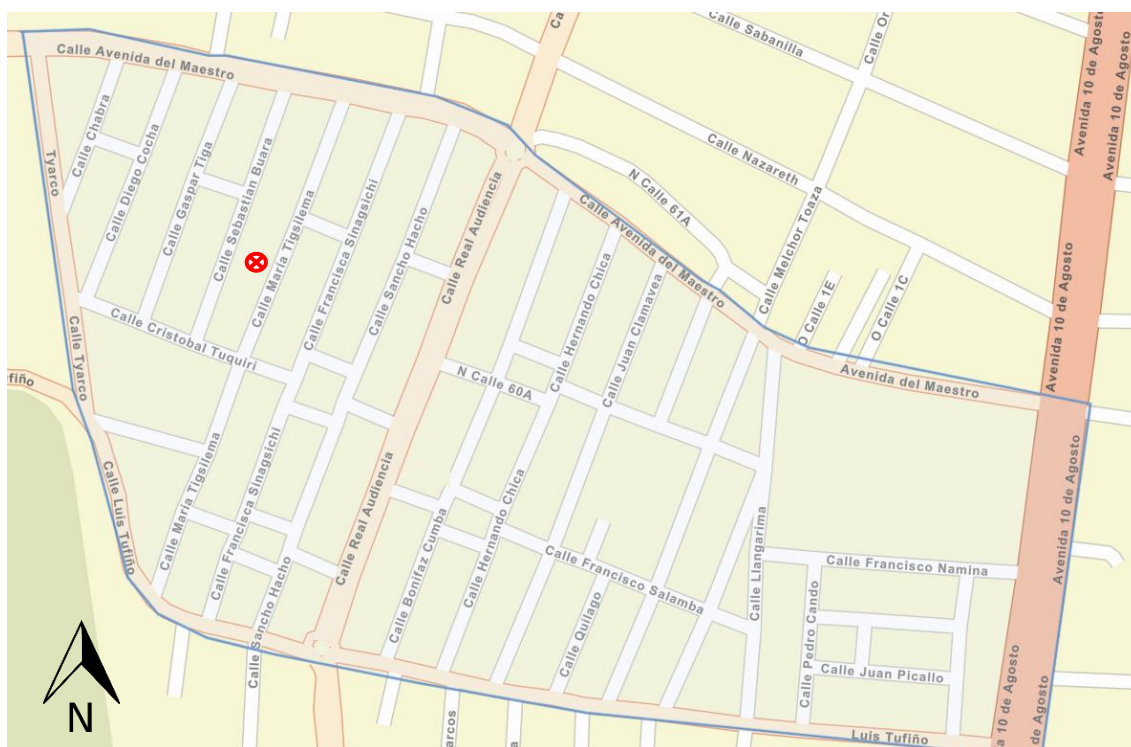 Ca
Calle Sabanilla
Calle Or
Calle Avenida del Maestro
Avenida 10 de Agosto
Avenida 10 de Agosto
Calle Chabra
Calle Diego Cocha
Calle Gaspar Tiga
Calle Sebastian Buara
Calle María Tigsilema
Calle Francisca Sinagsichi
Calle Sancho Hacho
Calle Real Audiencia
Tyarco
N Calle 61A
Calle Nazareth
Calle Melchor Toaza
Calle Avenida del Maestro
Calle Hernando Chica
Calle Juan Clamavea
O Calle 1E
O Calle 1C
Avenida 10 de Agosto
Calle Tyarco
Calle Cristobal Tuquiri
N Calle 60A
Avenida del Maestro
ufiño
Calle Luis Tufiño
Calle María Tigsilema
Calle Francisca Sinagsichi
Calle Sancho Hacho
Calle Real Audiencia
Calle Bonifaz Cumba
Calle Hernando Chica
Calle Francisco Salamba
Calle Quilago
Calle Llangarima
Calle Francisco Namina
Avenida 10 de Agosto
Calle Pedro Cando
Calle Juan Picallo
arcos
Luis Tufiño
a 10 de Agosto
de Agosto
N